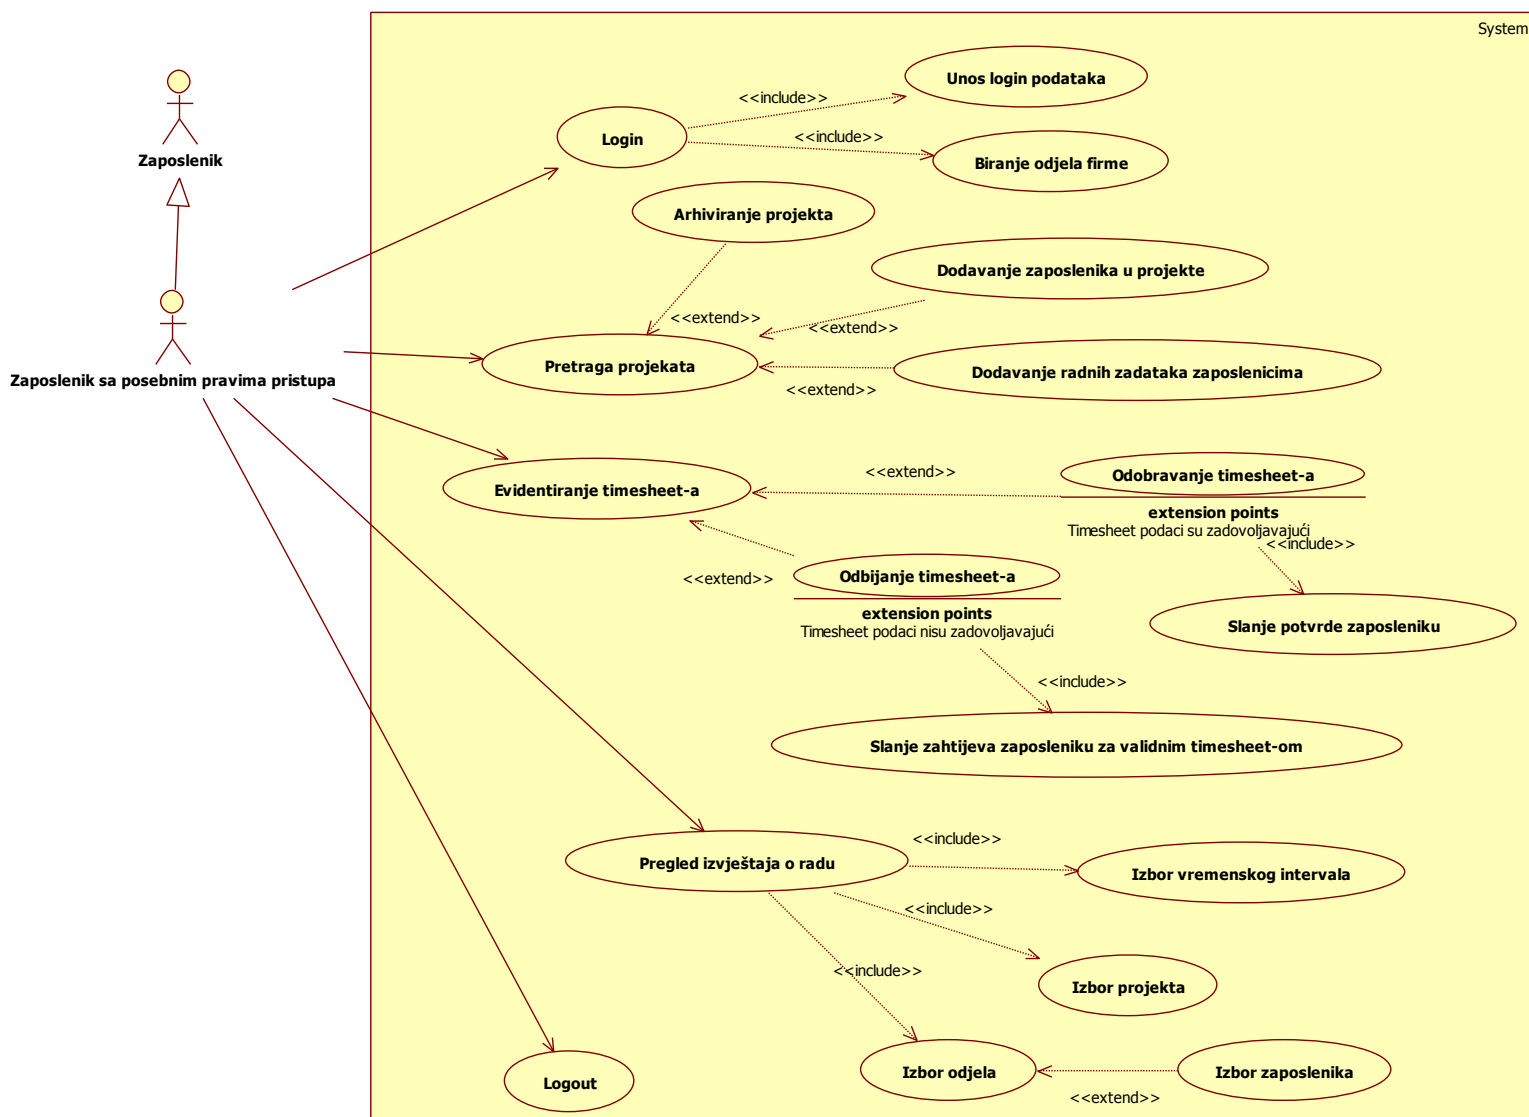 System
Unos login podataka
<<include>>
Login
<<include>>
Biranje odjela firme
Zaposlenik
Arhiviranje projekta
Dodavanje zaposlenika u projekte
<<extend>>
<<extend>>
Pretraga projekata
Dodavanje radnih zadataka zaposlenicima
<<extend>>
Zaposlenik sa posebnim pravima pristupa
Evidentiranje timesheet-a
<<extend>>
Odobravanje timesheet-a
extension points
Timesheet podaci su zadovoljavajući
<<include>>
<<extend>>
Odbijanje timesheet-a
extension points
Timesheet podaci nisu zadovoljavajući
Slanje potvrde zaposleniku
<<include>>
Slanje zahtijeva zaposleniku za validnim timesheet-om
Pregled izvještaja o radu
<<include>>
Izbor vremenskog intervala
<<include>>
<<include>>
Izbor projekta
Logout
Izbor odjela
Izbor zaposlenika
<<extend>>